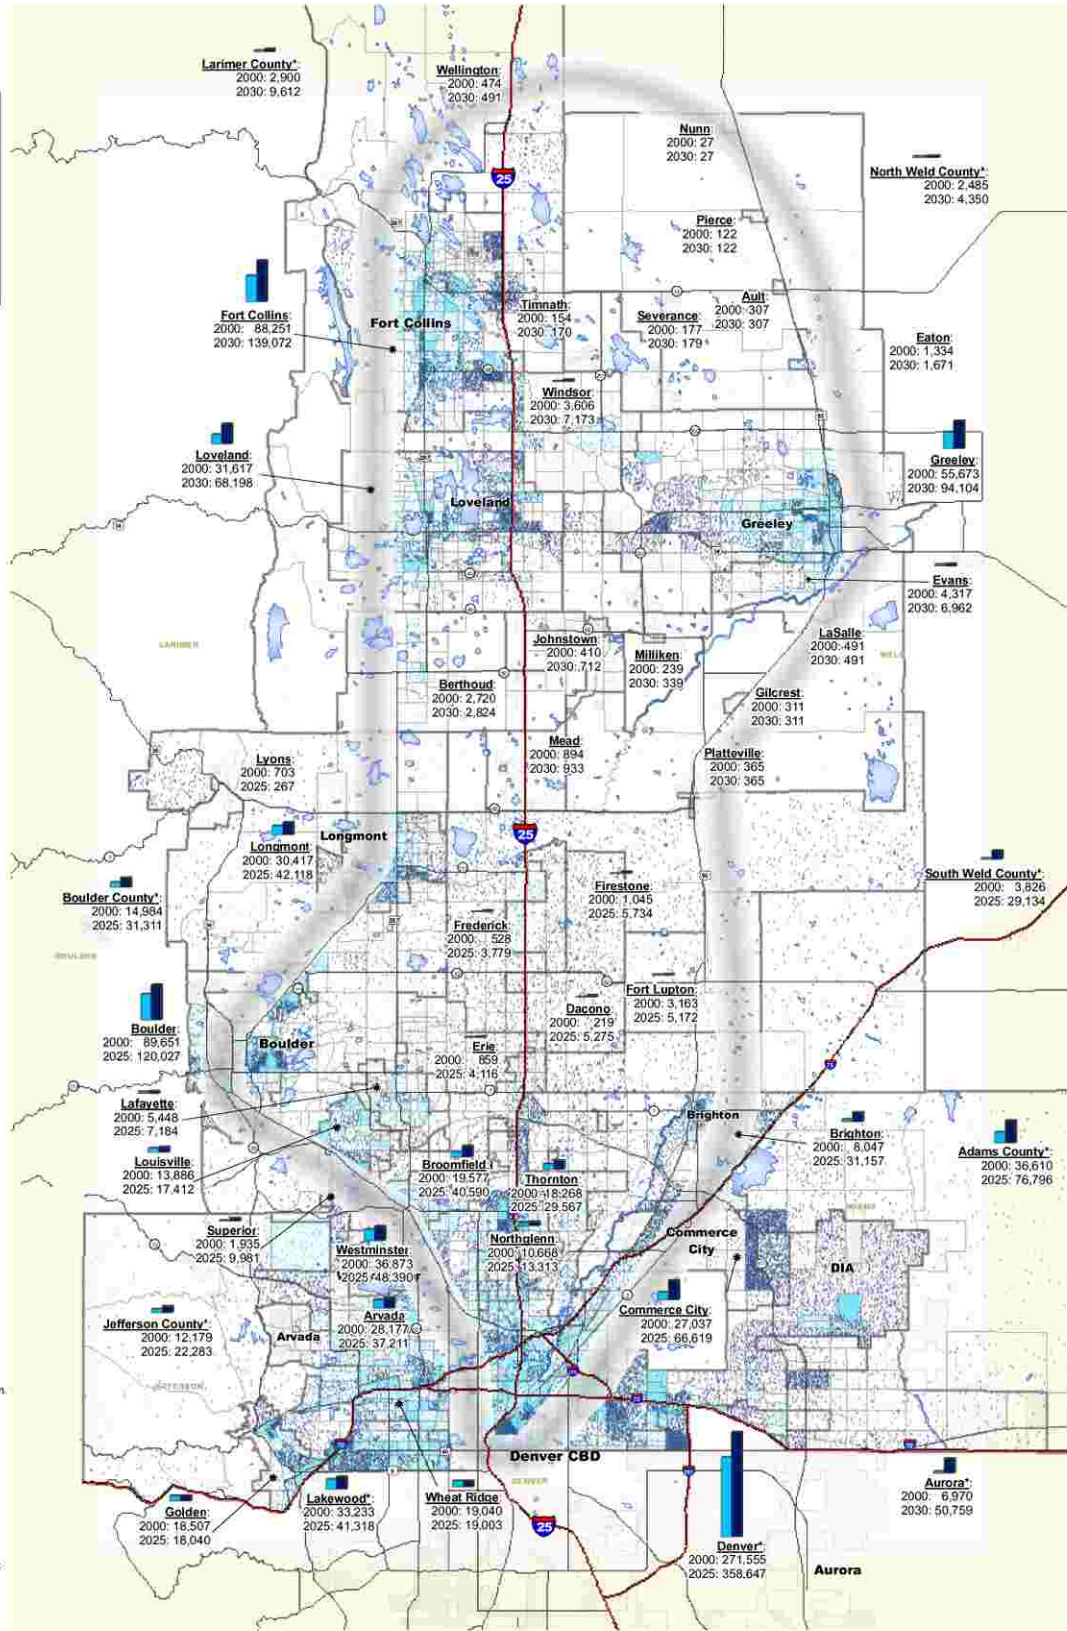 Larimer County*:
2000: 2,900
2030: 9,612
Wellington:
2000: 474
2030: 491
Nunn:
2000: 27
2030: 27
North Weld County*:
2000: 2,485
2030: 4,350
25
Pierce:
2000: 122
2030: 122
Fort Collins:
2000: 88,251
2030: 139,072
Fort Collins
Timnath:
2000: 154
2030: 170
Severance:
2000: 177
2030: 179
Ault:
2000: 307
2030: 307
Eaton:
2000: 1,334
2030: 1,671
Windsor:
2000: 3,606
2030: 7,173
Loveland:
2000: 31,617
2030: 68,198
Loveland
Greeley:
2000: 55,673
2030: 94,104
Greeley
Evans:
2000: 4,317
2030: 6,962
LARIMER
Johnstown:
2000: 410
2030: 712
Milliken:
2000: 239
2030: 339
LaSalle:
2000: 491
2030: 491
Berthoud:
2000: 2,720
2030: 2,824
Gilcrest:
2000: 311
2030: 311
Mead:
2000: 894
2030: 933
Platteville:
2000: 365
2030: 365
Lyons:
2000: 703
2025: 267
Longmont
25
Longmont:
2000: 30,417
2025: 42,118
Boulder County*:
2000: 14,984
2025: 31,311
Firestone:
2000: 1,045
2025: 5,734
South Weld County*:
2000: 3,826
2025: 29,134
Frederick:
2000: 528
2025: 3,779
BOULDER
Fort Lupton:
2000: 3,163
2025: 5,172
Dacono:
2000: 219
2025: 5,275
Boulder:
2000: 89,651
2025: 120,027
Boulder
Erie:
2000: 859
2025: 4,116
Lafayette:
2000: 5,448
2025: 7,184
Brighton
Brighton:
2000: 8,047
2025: 31,157
Adams County*:
2000: 36,610
2025: 76,796
Louisville:
2000: 13,886
2025: 17,412
Broomfield:
2000: 19,577
2025: 40,590
Thornton:
2000: 18,268
2025: 29,567
Superior:
2000: 1,935
2025: 9,981
Westminster:
2000: 36,873
2025: 48,390
Northglenn:
2000: 10,668
2025: 13,313
Commerce
City
DIA
Jefferson County*:
2000: 12,179
2025: 22,283
Arvada
Arvada:
2000: 28,177
2025: 37,211
Commerce City:
2000: 27,037
2025: 66,619
JEFFERSON
Denver CBD
DENVER
Golden:
2000: 18,507
2025: 18,040
Lakewood*:
2000: 33,233
2025: 41,318
Wheat Ridge:
2000: 19,040
2025: 19,003
25
Denver*:
2000: 271,555
2025: 358,647
Aurora*:
2000: 6,970
2030: 50,759
Aurora